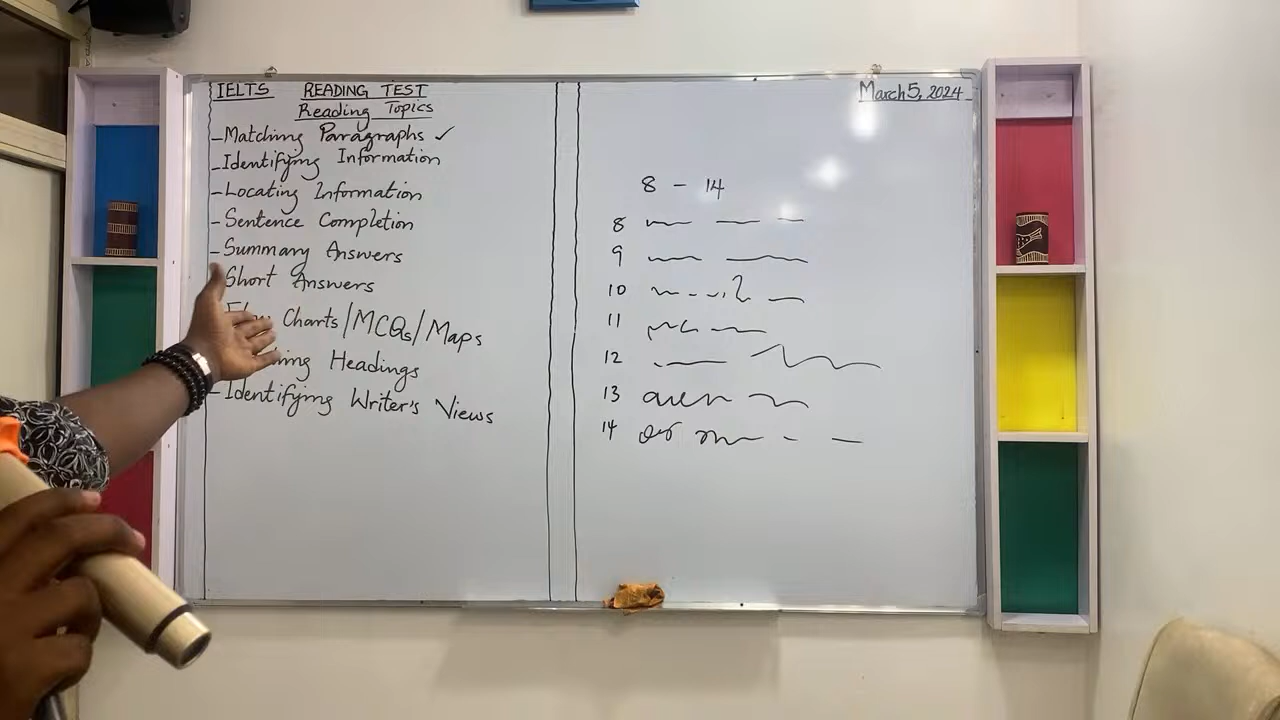 IELTS READING TEST
Reading Topics
- Matching Paragraphs ✓
- Identifying Information
- Locating Information
- Sentence Completion
- Summary Answers
Short Answers
Charts/MCQs/Maps
Headings
- Identifying Writer's Views
March 5, 2024
8 - 14
8
9
10
11
12
13
14